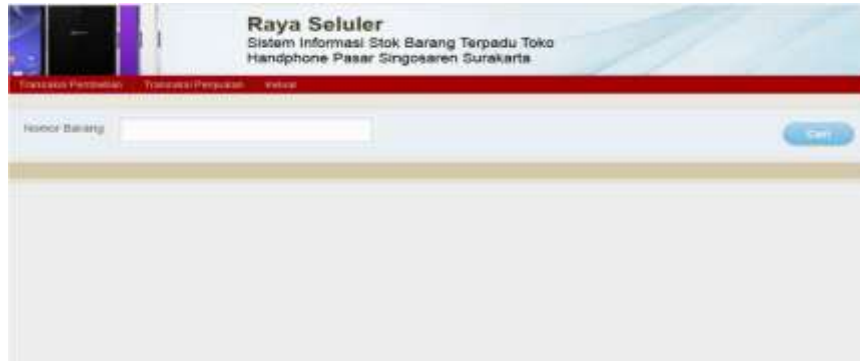 Raya Seluler
Sistem Informasi Stok Barang Terpadu Toko
Handphone Pasar Singosaren Surakarta
Transaksi Pembelian Transaksi Penjualan
Nomor Barang
Cari